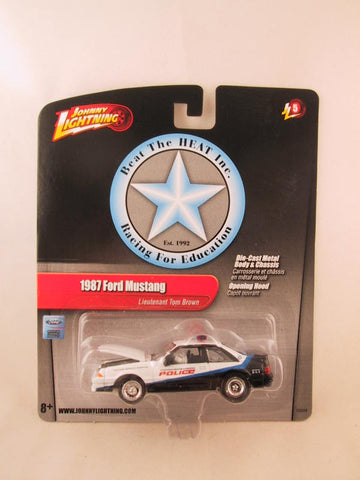 JOHNNY
LIGHTNING
5
Beat The HEAT Inc.
Est. 1992
Racing For Education
Die-Cast Metal
Body & Chassis
Carrosserie et châssis
en métal moulé
Opening Hood
Capot ouvrant
1987 Ford Mustang
Lieutenant Tom Brown
POLICE
8+
WWW.JOHNNYLIGHTNING.COM